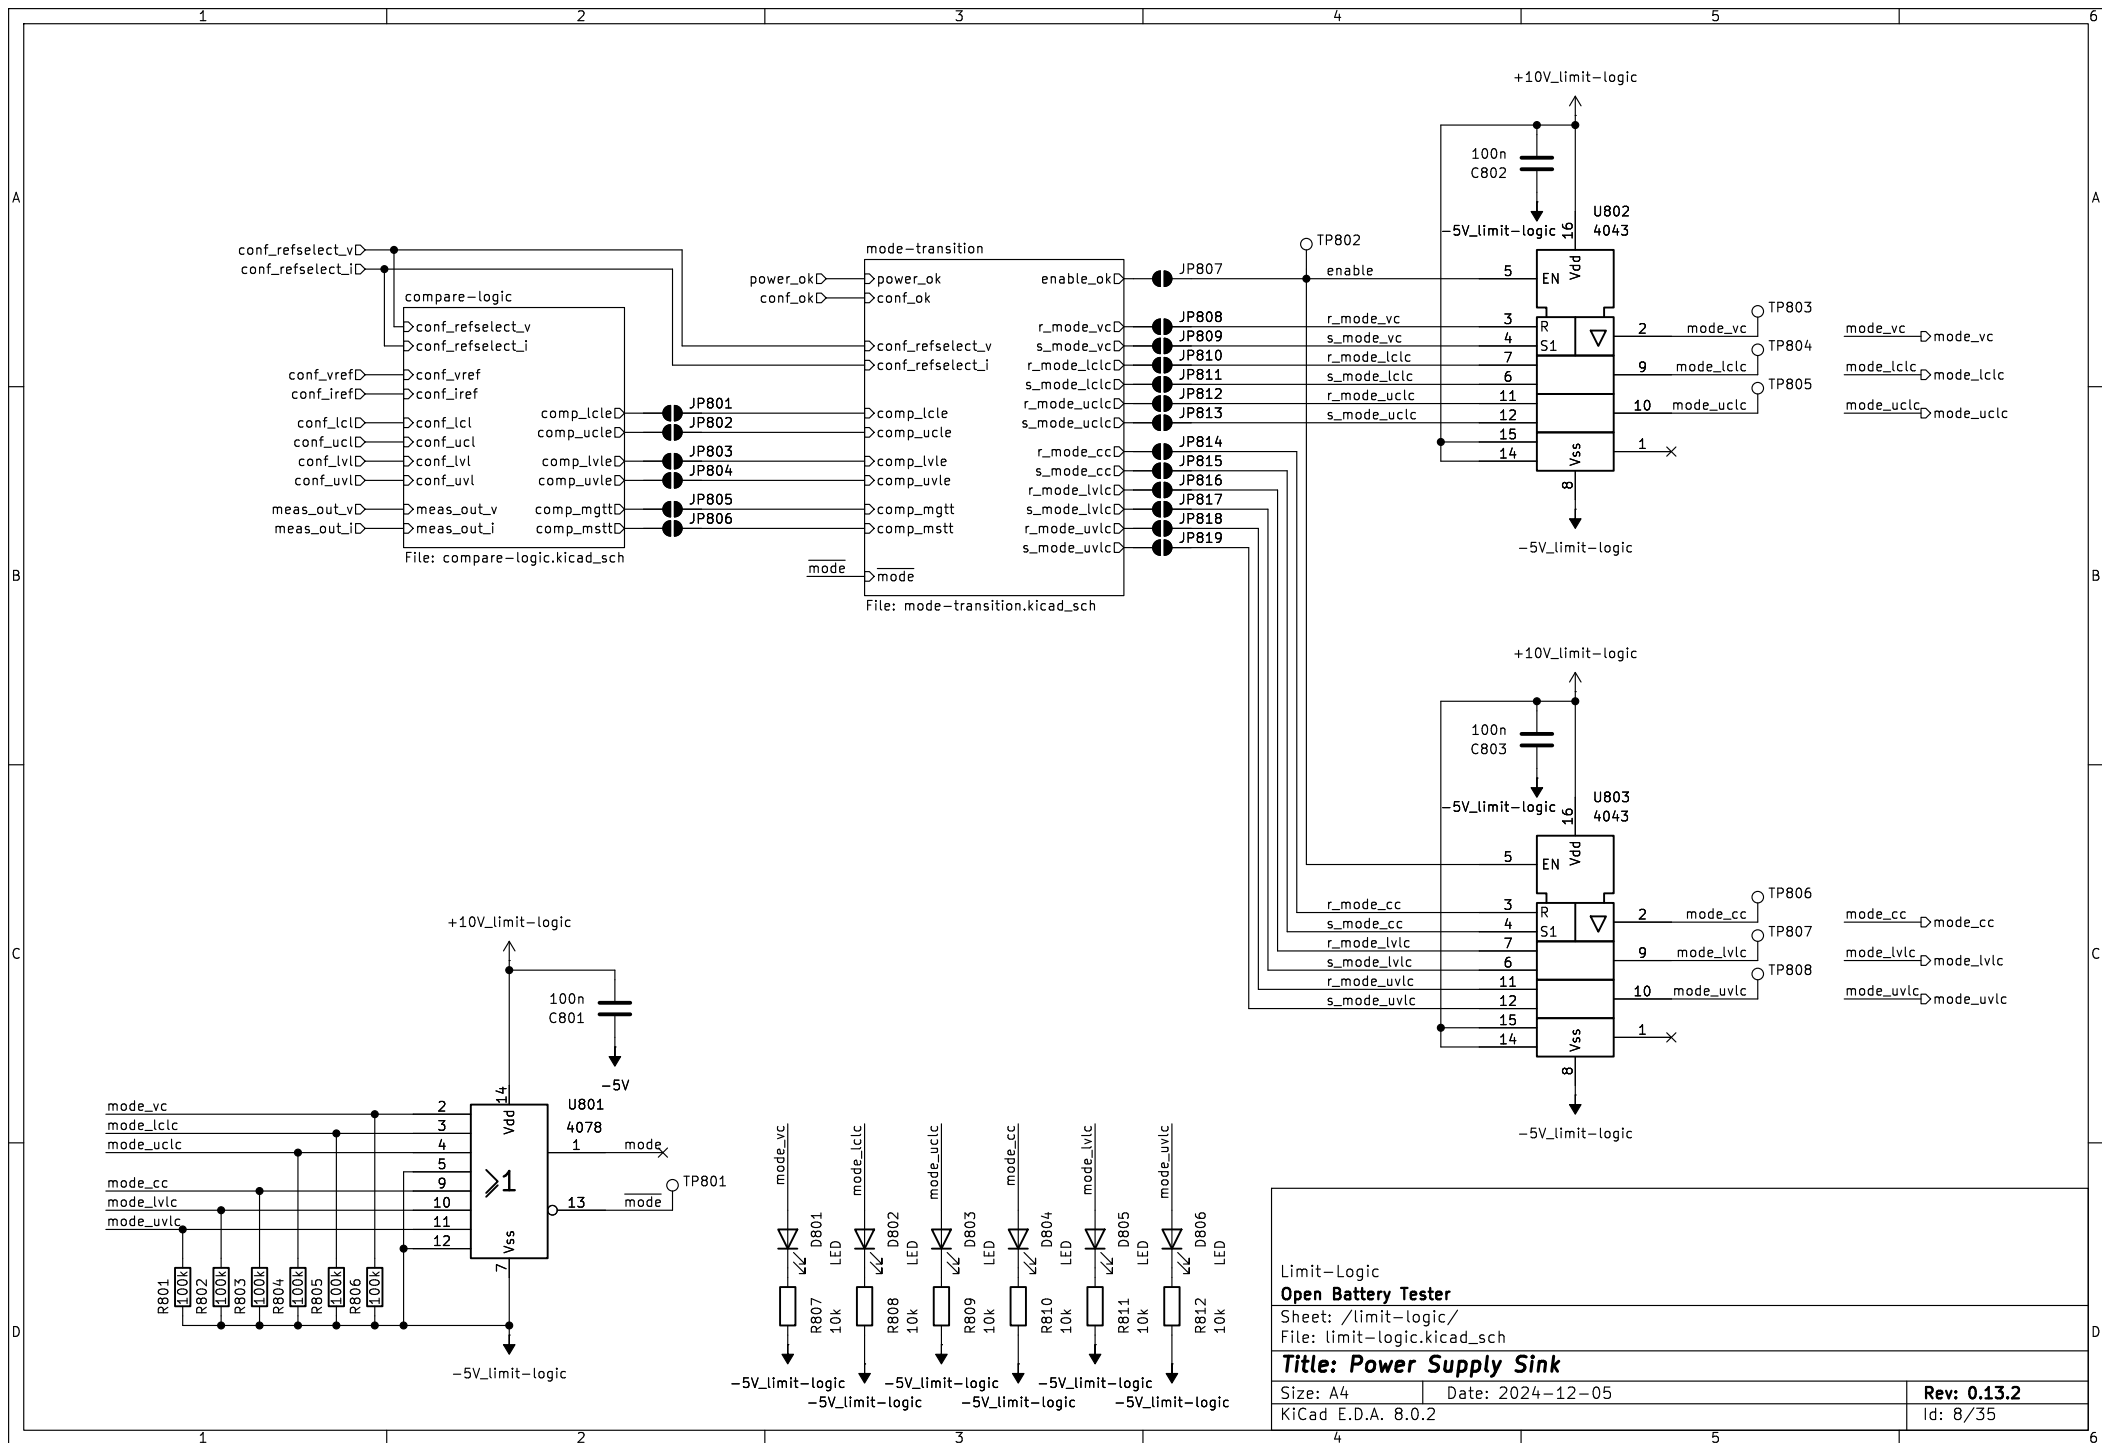 1 2 3 4 5 6
A
B
C
D
A
B
C
D
1 2 3 4 5 6
conf_refselect_v
conf_refselect_i
compare-logic
conf_refselect_v
conf_refselect_i
conf_vref conf_vref
conf_iref conf_iref
conf_lcl conf_lcl
conf_ucl conf_ucl
conf_lvl conf_lvl
conf_uvl conf_uvl
meas_out_v meas_out_v
meas_out_i meas_out_i
comp_lcle JP801
comp_ucle JP802
comp_lvle JP803
comp_uvle JP804
comp_mgtt JP805
comp_mstt JP806
File: compare-logic.kicad_sch
mode-transition
power_ok power_ok
conf_ok conf_ok
conf_refselect_v
conf_refselect_i
comp_lcle
comp_ucle
comp_lvle
comp_uvle
comp_mgtt
comp_mstt
mode mode
enable_ok JP807
r_mode_vc JP808
s_mode_vc JP809
r_mode_lclc JP810
s_mode_lclc JP811
r_mode_uclc JP812
s_mode_uclc JP813
r_mode_cc JP814
s_mode_cc JP815
r_mode_lvlc JP816
s_mode_lvlc JP817
r_mode_uvlc JP818
s_mode_uvlc JP819
File: mode-transition.kicad_sch
+10V_limit-logic
100n
C802
-5V_limit-logic
16
U802
4043
TP802
enable 5 EN Vdd
r_mode_vc 3 R
s_mode_vc 4 S1
r_mode_lclc 7
s_mode_lclc 6
r_mode_uclc 11
s_mode_uclc 12
15
14
Vss
8
-5V_limit-logic
2 mode_vc TP803
9 mode_lclc TP804
10 mode_uclc TP805
1
mode_vc mode_vc
mode_lclc mode_lclc
mode_uclc mode_uclc
+10V_limit-logic
100n
C803
-5V_limit-logic
16
U803
4043
5 EN Vdd
r_mode_cc 3 R
s_mode_cc 4 S1
r_mode_lvlc 7
s_mode_lvlc 6
r_mode_uvlc 11
s_mode_uvlc 12
15
14
Vss
8
-5V_limit-logic
2 mode_cc TP806
9 mode_lvlc TP807
10 mode_uvlc TP808
1
mode_cc mode_cc
mode_lvlc mode_lvlc
mode_uvlc mode_uvlc
+10V_limit-logic
100n
C801
-5V
14
U801
4078
Vdd
mode_vc 2
mode_lclc 3
mode_uclc 4
5
mode_cc 9
mode_lvlc 10
mode_uvlc 11
12
≥1
Vss
7
1 mode
13 mode TP801
R801 100k
R802 100k
R803 100k
R804 100k
R805 100k
R806 100k
-5V_limit-logic
mode_vc
D801
LED
R807
10k
-5V_limit-logic
mode_lclc
D802
LED
R808
10k
-5V_limit-logic
mode_uclc
D803
LED
R809
10k
-5V_limit-logic
mode_cc
D804
LED
R810
10k
-5V_limit-logic
mode_lvlc
D805
LED
R811
10k
-5V_limit-logic
mode_uvlc
D806
LED
R812
10k
-5V_limit-logic
Limit-Logic
Open Battery Tester
Sheet: /limit-logic/
File: limit-logic.kicad_sch
Title: Power Supply Sink
Size: A4 Date: 2024-12-05 Rev: 0.13.2
KiCad E.D.A. 8.0.2 Id: 8/35